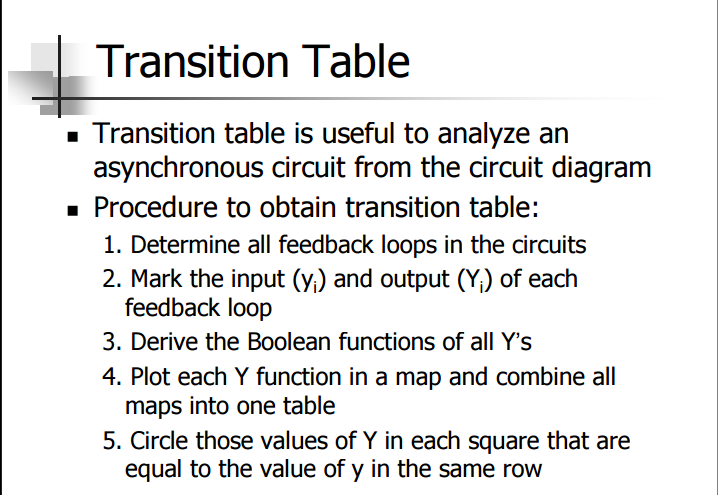 Transition Table
▪ Transition table is useful to analyze an
asynchronous circuit from the circuit diagram
▪ Procedure to obtain transition table:
1. Determine all feedback loops in the circuits
2. Mark the input (yᵢ) and output (Yᵢ) of each
feedback loop
3. Derive the Boolean functions of all Y’s
4. Plot each Y function in a map and combine all
maps into one table
5. Circle those values of Y in each square that are
equal to the value of y in the same row